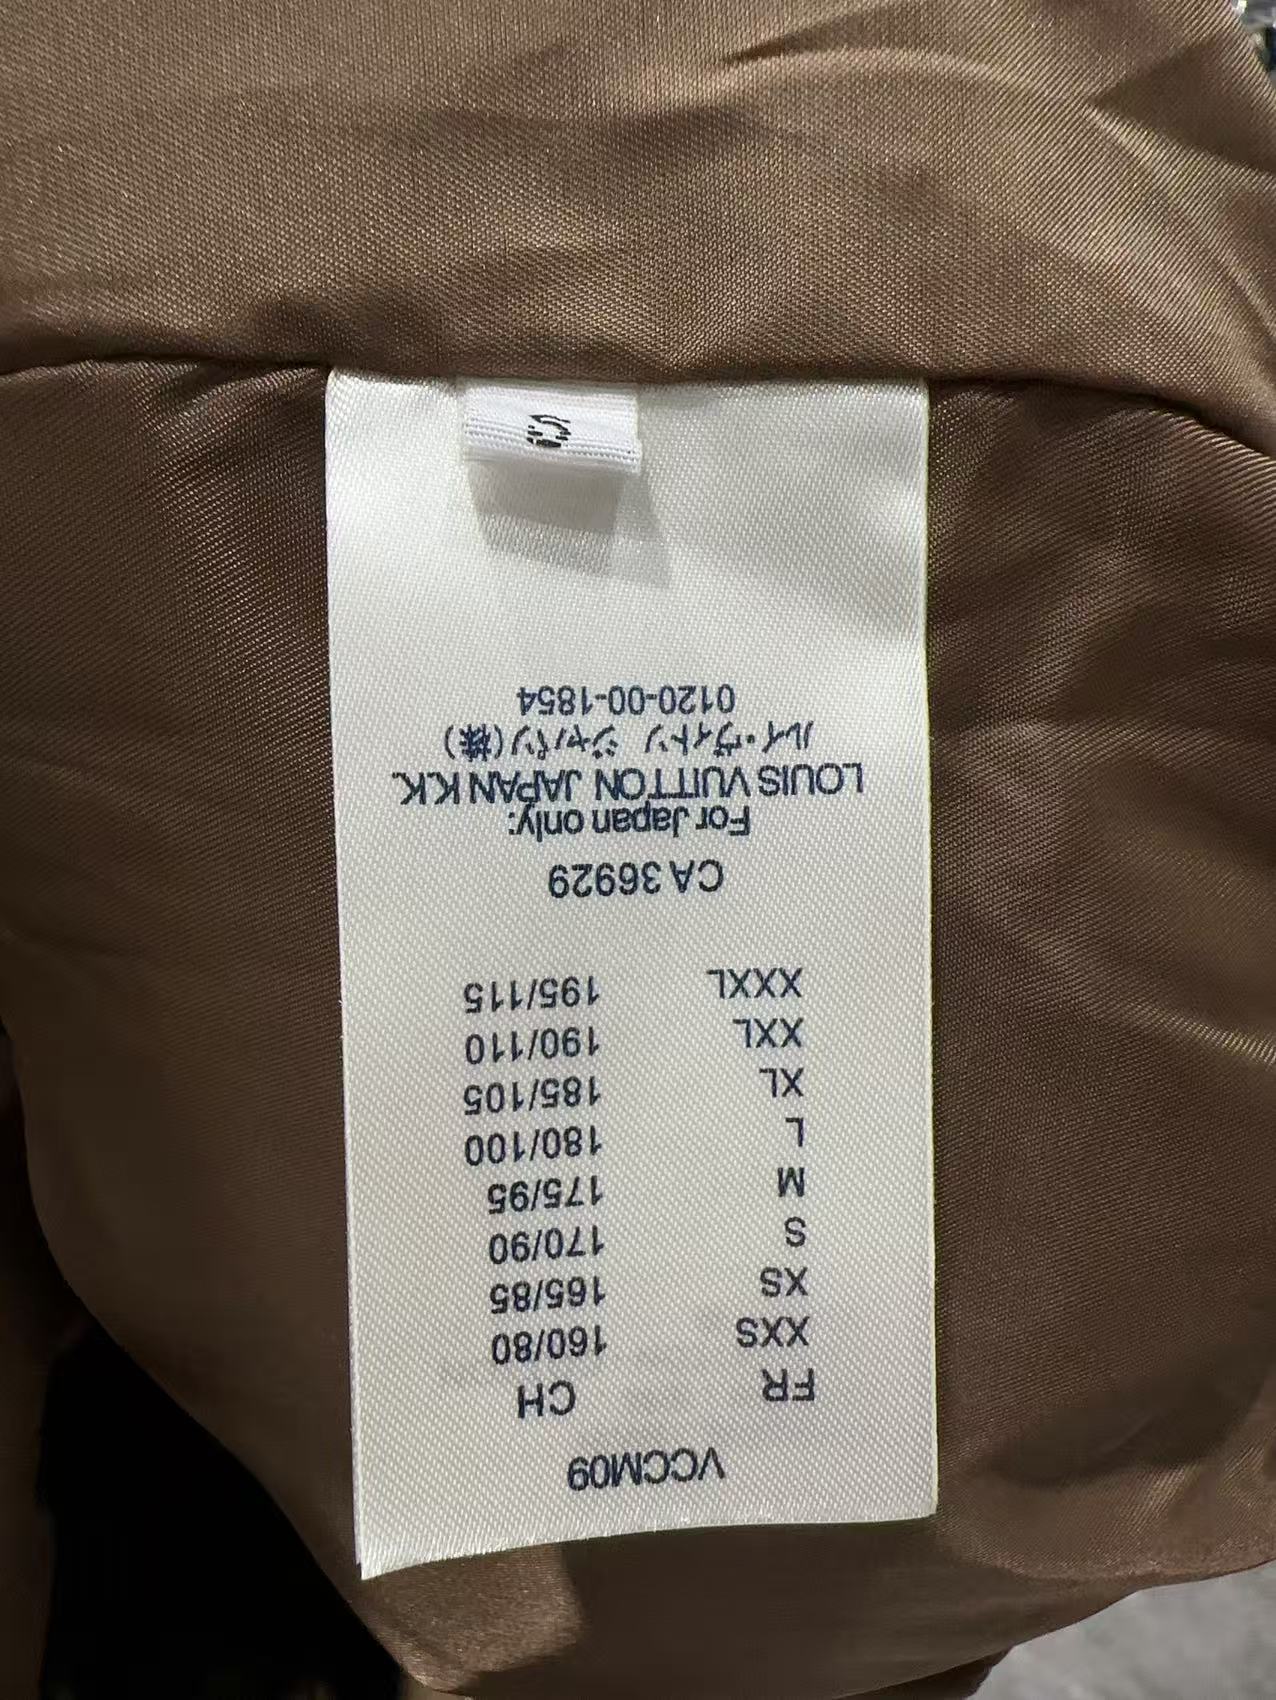 VCCM09
FR CH
XXS 160/80
XS 165/85
S 170/90
M 175/95
L 180/100
XL 185/105
XXL 190/110
XXXL 195/115
CA 36929
For Japan only:
LOUIS VUITTON JAPAN K.K.
ルイ・ヴィトン ジャパン(株)
0120-00-1854